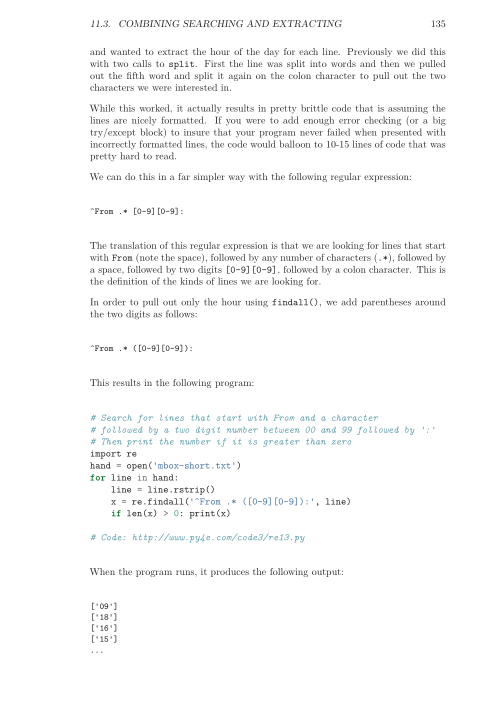 11.3. COMBINING SEARCHING AND EXTRACTING 135
and wanted to extract the hour of the day for each line. Previously we did this
with two calls to split. First the line was split into words and then we pulled
out the fifth word and split it again on the colon character to pull out the two
characters we were interested in.
While this worked, it actually results in pretty brittle code that is assuming the
lines are nicely formatted. If you were to add enough error checking (or a big
try/except block) to insure that your program never failed when presented with
incorrectly formatted lines, the code would balloon to 10-15 lines of code that was
pretty hard to read.
We can do this in a far simpler way with the following regular expression:
^From .* [0-9][0-9]:
The translation of this regular expression is that we are looking for lines that start
with From (note the space), followed by any number of characters (.*), followed by
a space, followed by two digits [0-9][0-9], followed by a colon character. This is
the definition of the kinds of lines we are looking for.
In order to pull out only the hour using findall(), we add parentheses around
the two digits as follows:
^From .* ([0-9][0-9]):
This results in the following program:
# Search for lines that start with From and a character
# followed by a two digit number between 00 and 99 followed by ':'
# Then print the number if it is greater than zero
import re
hand = open('mbox-short.txt')
for line in hand:
    line = line.rstrip()
    x = re.findall('^From .* ([0-9][0-9]):', line)
    if len(x) > 0: print(x)
# Code: http://www.py4e.com/code3/re13.py
When the program runs, it produces the following output:
['09']
['18']
['16']
['15']
...